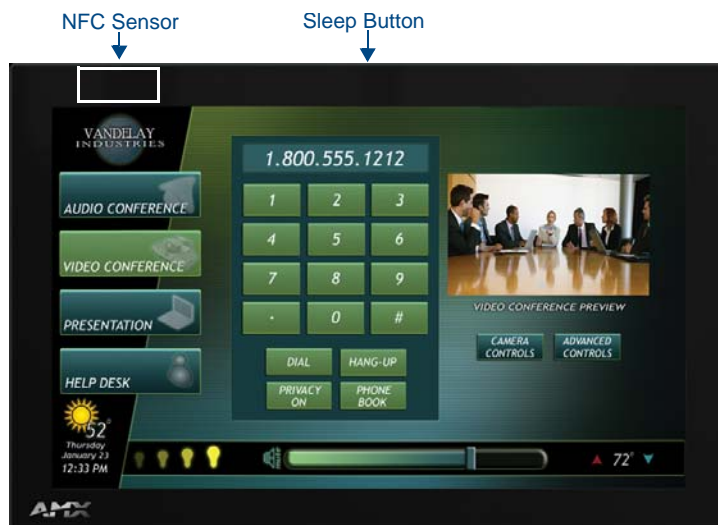 NFC Sensor
Sleep Button
VANDELAY
INDUSTRIES
AUDIO CONFERENCE
VIDEO CONFERENCE
PRESENTATION
HELP DESK
52°
Thursday
January 23
12:33 PM
1.800.555.1212
1 2 3
4 5 6
7 8 9
· 0 #
DIAL HANG-UP
PRIVACY ON
PHONE BOOK
VIDEO CONFERENCE PREVIEW
CAMERA CONTROLS
ADVANCED CONTROLS
72°
AMX